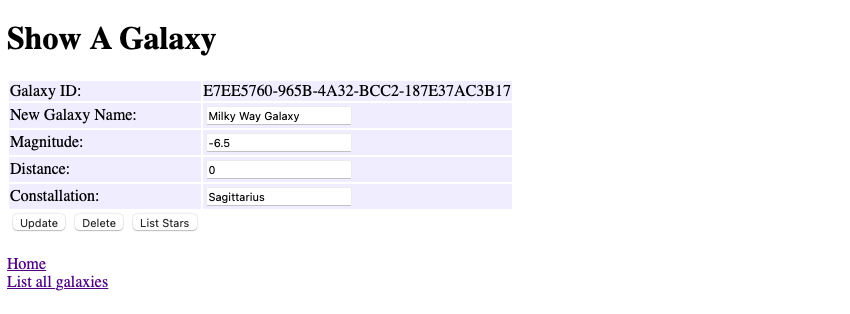 Show A Galaxy
Galaxy ID: E7EE5760-965B-4A32-BCC2-187E37AC3B17
New Galaxy Name: Milky Way Galaxy
Magnitude: -6.5
Distance: 0
Constallation: Sagittarius
Update Delete List Stars
Home
List all galaxies